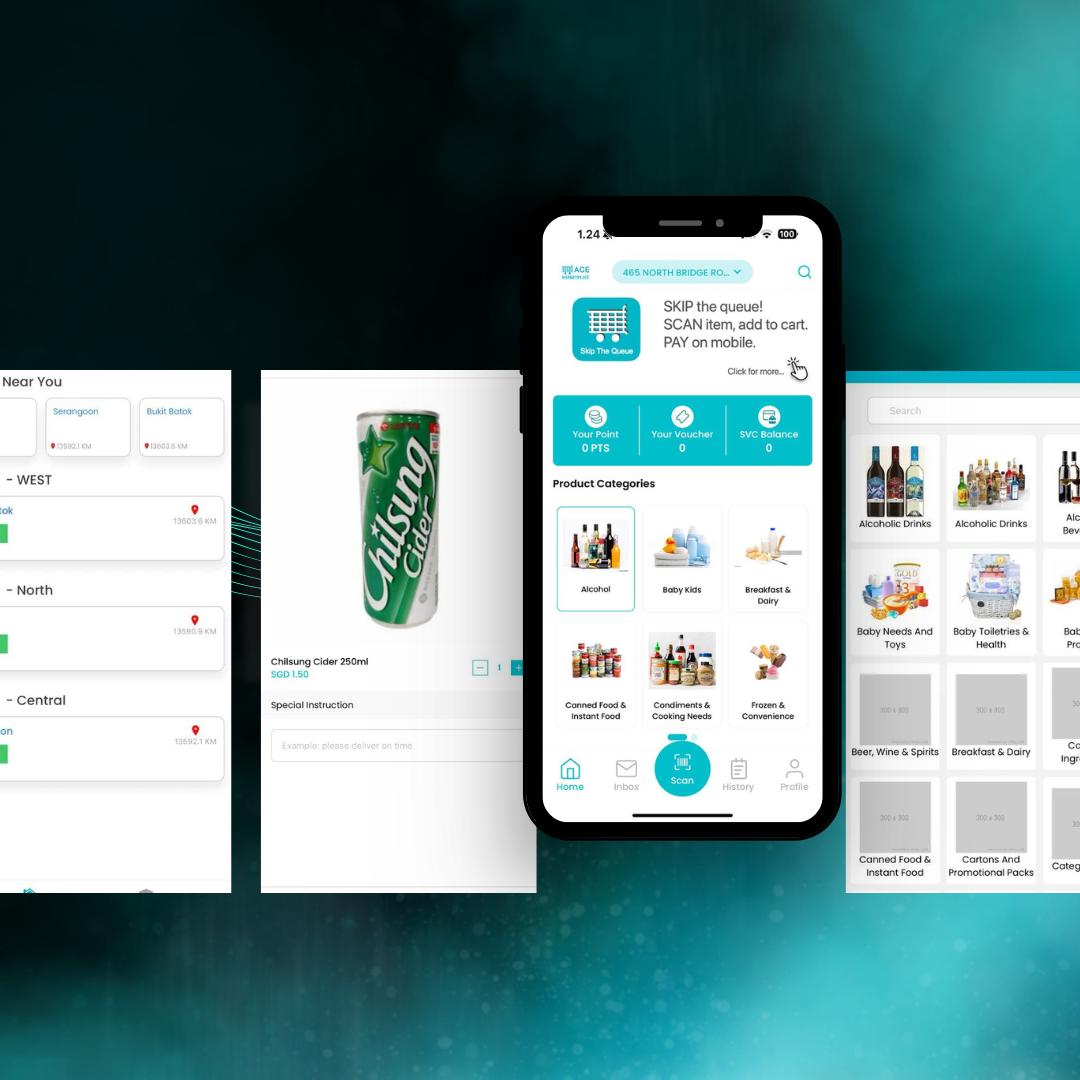 Near You
Serangoon
13592.1 KM
Bukit Batok
13603.6 KM
- WEST
tok
13603.6 KM
- North
13590.9 KM
- Central
on
13592.1 KM
LOTTE
Chilsung
Cider
Chilsung Cider 250ml
SGD 1.50
1
Special Instruction
Example: please deliver on time
1.24
100
ACE
465 NORTH BRIDGE RO...
Skip The Queue
SKIP the queue!
SCAN item, add to cart.
PAY on mobile.
Click for more...
Your Point
0 PTS
Your Voucher
0
SVC Balance
0
Product Categories
Alcohol
Baby Kids
Breakfast &
Dairy
Canned Food &
Instant Food
Condiments &
Cooking Needs
Frozen &
Convenience
Home
Inbox
Scan
History
Profile
Search
Alcoholic Drinks
Alcoholic Drinks
Alc
Bev
GOLD
3
Baby Needs And
Toys
Baby Toiletries &
Health
Bab
Pro
300 x 300
Beer, Wine & Spirits
300 x 300
Breakfast & Dairy
30
Co
Ingr
300 x 300
Canned Food &
Instant Food
300 x 300
Cartons And
Promotional Packs
30
Categ